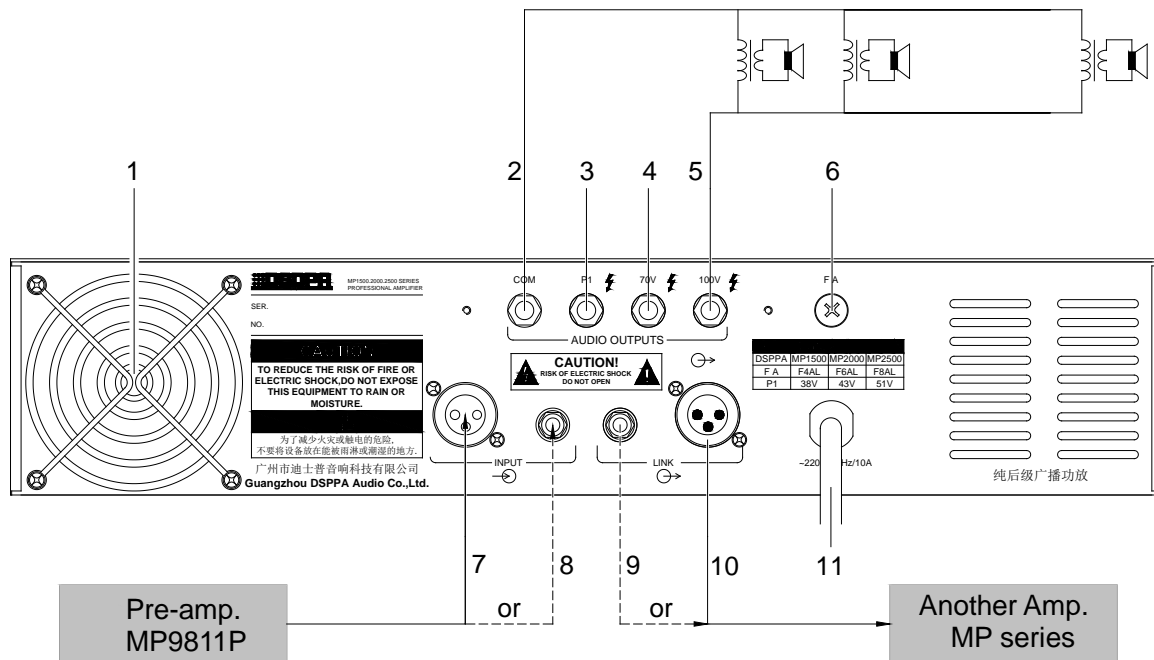 1
2
3
4
5
6
DSPPA
MP1500.2000.2500 SERIES
PROFESSIONAL AMPLIFIER
SER.
NO.
COM
P1
70V
100V
F A
AUDIO OUTPUTS
CAUTION
TO REDUCE THE RISK OF FIRE OR
ELECTRIC SHOCK,DO NOT EXPOSE
THIS EQUIPMENT TO RAIN OR
MOISTURE.
为了减少火灾或触电的危险,
不要将设备放在能被雨淋或潮湿的地方.
广州市迪士普音响科技有限公司
Guangzhou DSPPA Audio Co.,Ltd.
CAUTION!
RISK OF ELECTRIC SHOCK
DO NOT OPEN
DSPPA MP1500 MP2000 MP2500
F A F4AL F6AL F8AL
P1 38V 43V 51V
INPUT
LINK
~220 Hz/10A
纯后级广播功放
7
8
9
10
11
Pre-amp.
MP9811P
or
or
Another Amp.
MP series